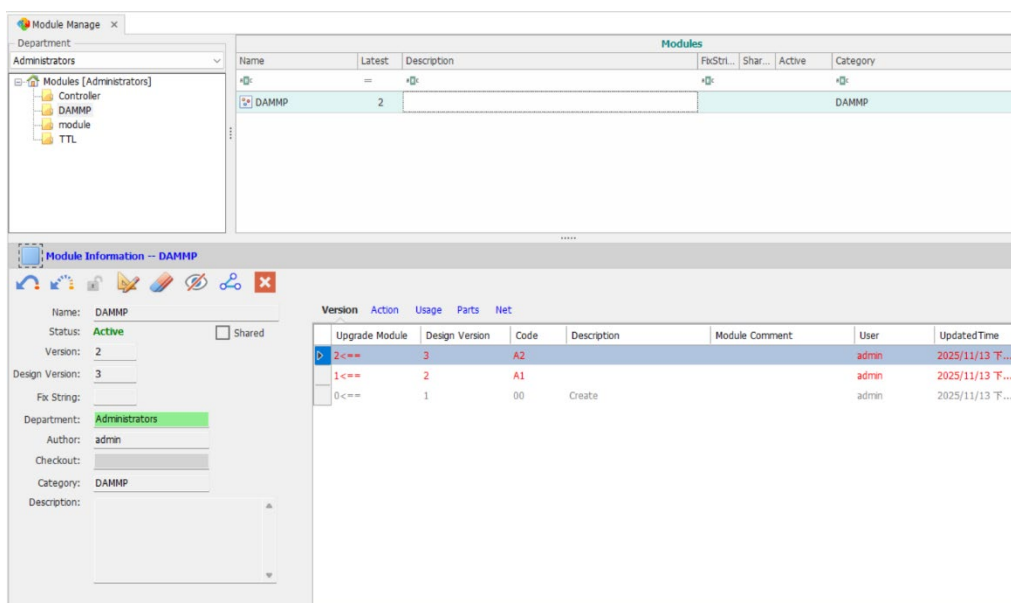 Module Manage ×
Department
Administrators
Modules [Administrators]
Controller
DAMMP
module
TTL
Modules
Name Latest Description FixStri... Shar... Active Category
=
DAMMP 2 DAMMP
Module Information -- DAMMP
Name: DAMMP
Status: Active Shared
Version: 2
Design Version: 3
Fix String:
Department: Administrators
Author: admin
Checkout:
Category: DAMMP
Description:
Version Action Usage Parts Net
Upgrade Module Design Version Code Description Module Comment User UpdatedTime
2<== 3 A2 admin 2025/11/13 下...
1<== 2 A1 admin 2025/11/13 下...
0<== 1 00 Create admin 2025/11/13 下...